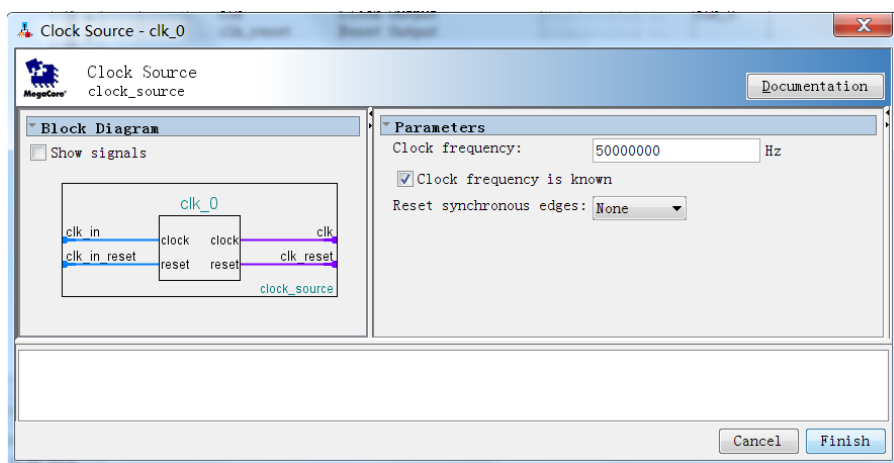 Clock Source - clk_0
Clock Source
clock_source
MegaCore'
Documentation
Block Diagram
Show signals
clk_0
clk_in
clock
clock
clk
clk_in_reset
reset
reset
clk_reset
clock_source
Parameters
Clock frequency:
50000000
Hz
Clock frequency is known
Reset synchronous edges:
None
Cancel
Finish